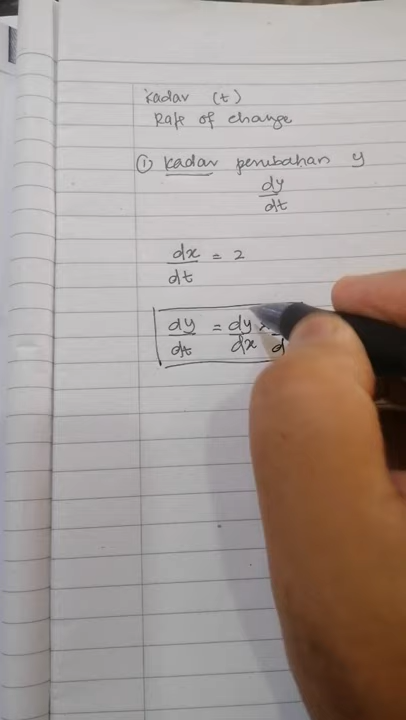 Kadar (t)
Rate of change
① Kadar perubahan y
dy
dt
dx = 2
dt
dy = dy ×
dt dx d